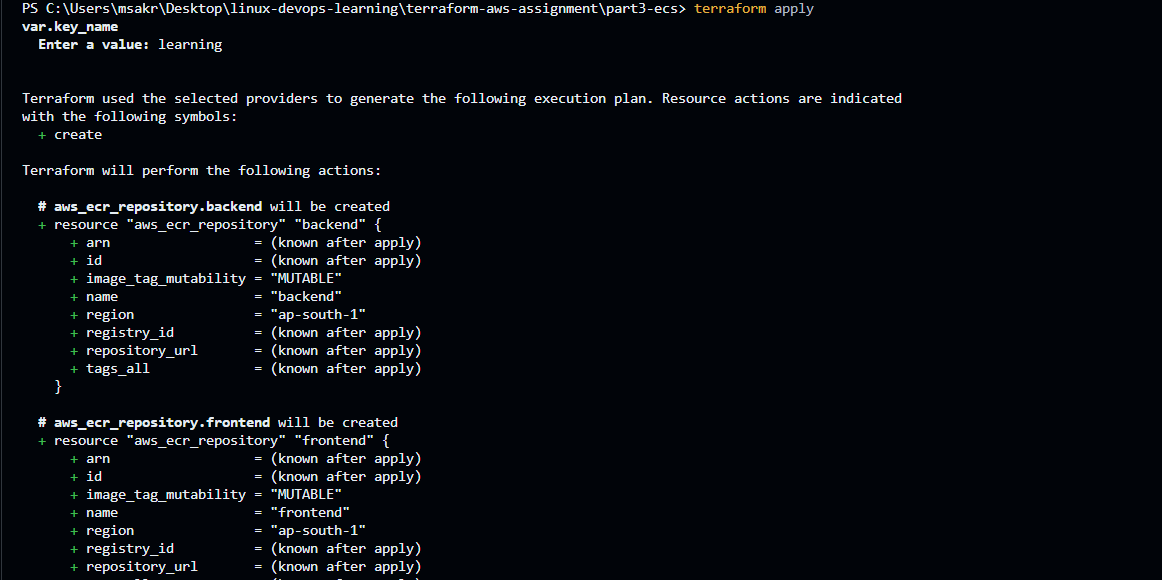 PS C:\Users\msakr\Desktop\linux-devops-learning\terraform-aws-assignment\part3-ecs> terraform apply
var.key_name
  Enter a value: learning

Terraform used the selected providers to generate the following execution plan. Resource actions are indicated
with the following symbols:
  + create

Terraform will perform the following actions:

  # aws_ecr_repository.backend will be created
  + resource "aws_ecr_repository" "backend" {
      + arn                  = (known after apply)
      + id                   = (known after apply)
      + image_tag_mutability = "MUTABLE"
      + name                 = "backend"
      + region               = "ap-south-1"
      + registry_id          = (known after apply)
      + repository_url       = (known after apply)
      + tags_all             = (known after apply)
    }

  # aws_ecr_repository.frontend will be created
  + resource "aws_ecr_repository" "frontend" {
      + arn                  = (known after apply)
      + id                   = (known after apply)
      + image_tag_mutability = "MUTABLE"
      + name                 = "frontend"
      + region               = "ap-south-1"
      + registry_id          = (known after apply)
      + repository_url       = (known after apply)